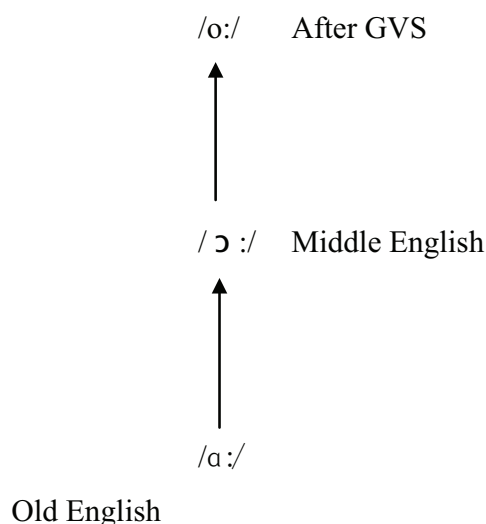 /o:/ After GVS
/ ɔ :/ Middle English
/ɑ:/
Old English